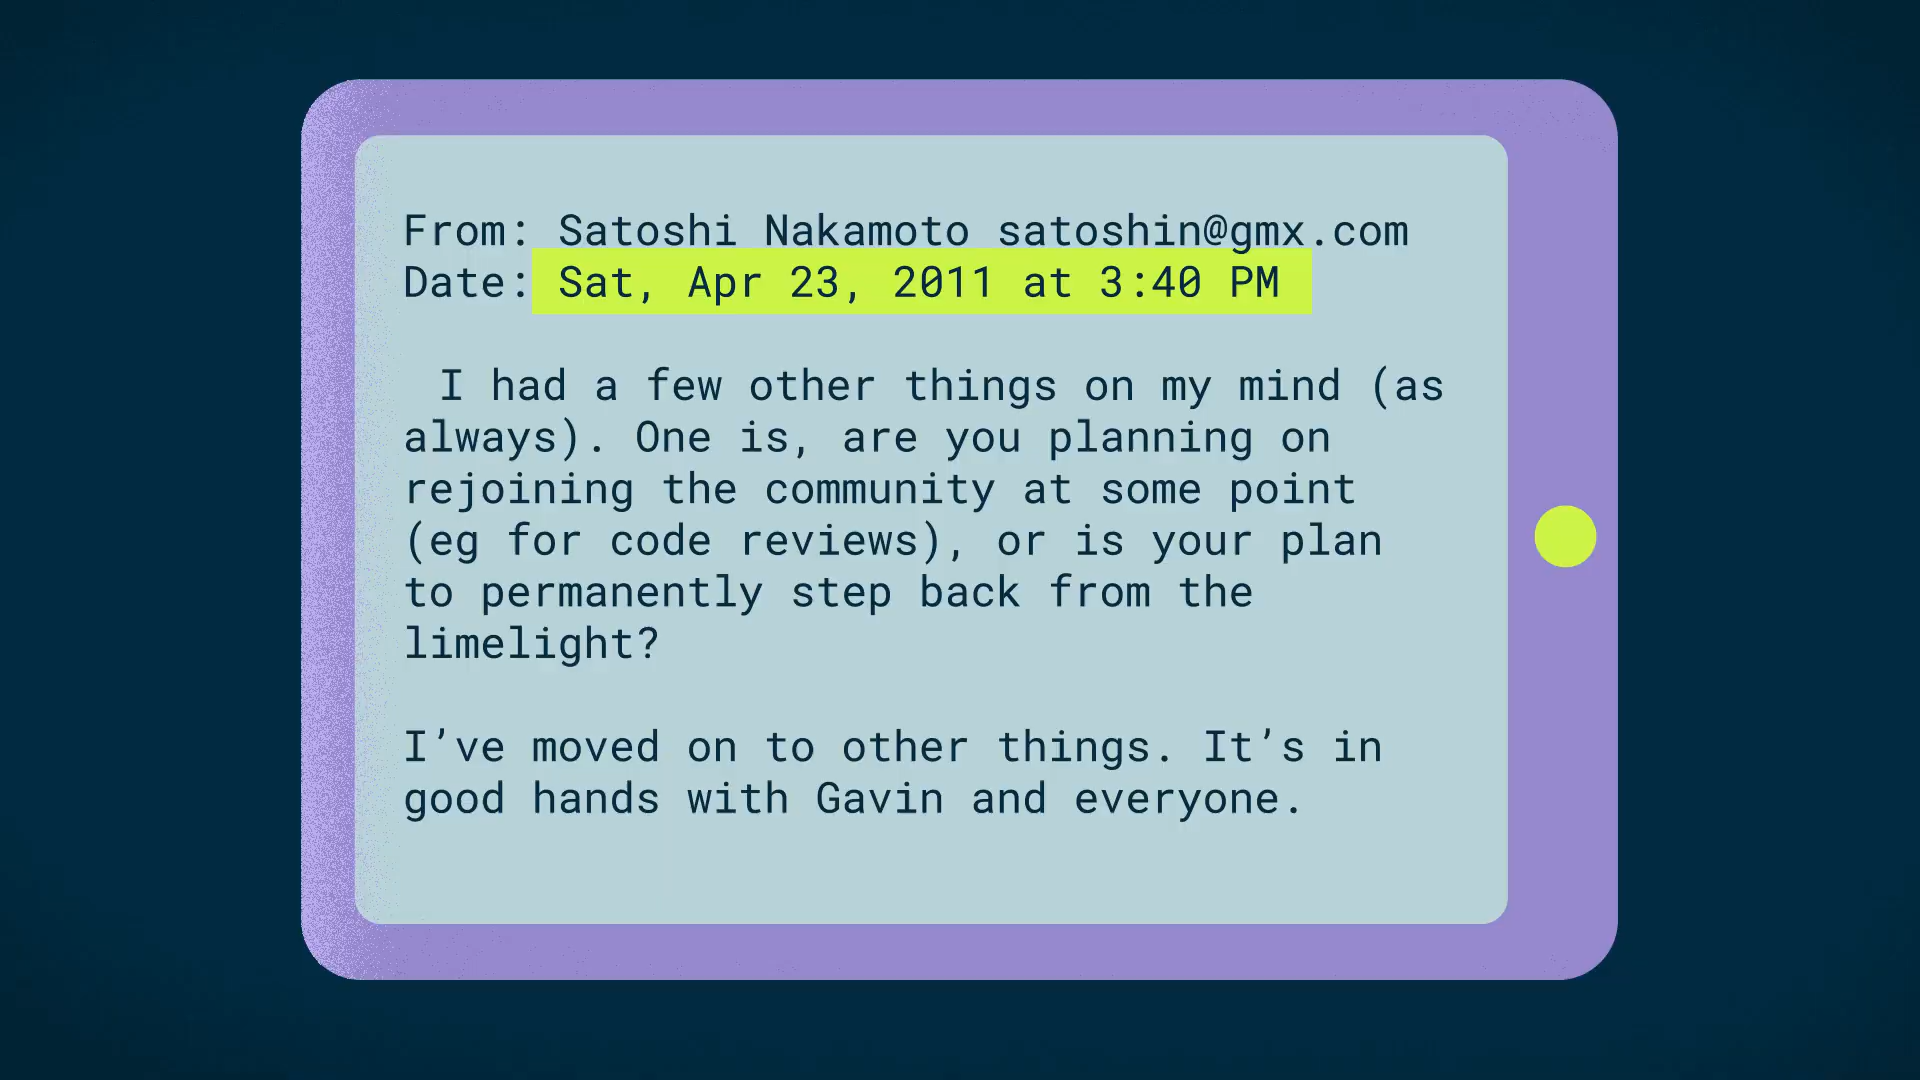 From: Satoshi Nakamoto satoshin@gmx.com
Date: Sat, Apr 23, 2011 at 3:40 PM
I had a few other things on my mind (as
always). One is, are you planning on
rejoining the community at some point
(eg for code reviews), or is your plan
to permanently step back from the
limelight?
I’ve moved on to other things. It’s in
good hands with Gavin and everyone.